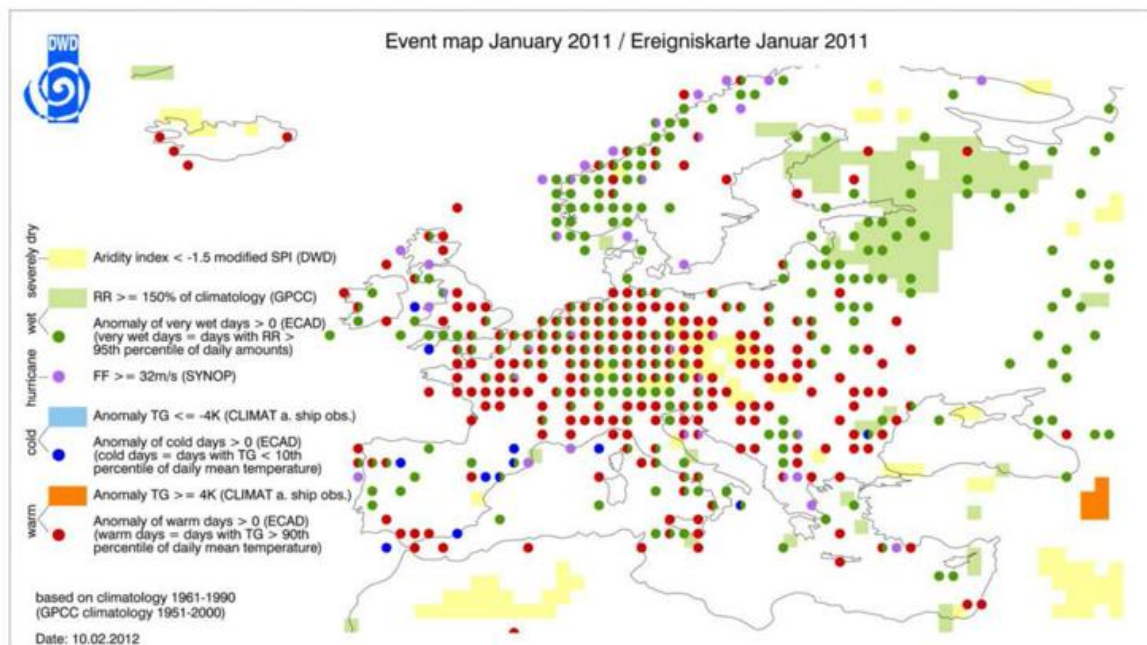 DWD
Event map January 2011 / Ereigniskarte Januar 2011
severely dry
Aridity index < -1.5 modified SPI (DWD)
wet
RR >= 150% of climatology (GPCC)
Anomaly of very wet days > 0 (ECAD)
(very wet days = days with RR >
95th percentile of daily amounts)
hurricane
FF >= 32m/s (SYNOP)
cold
Anomaly TG <= -4K (CLIMAT a. ship obs.)
Anomaly of cold days > 0 (ECAD)
(cold days = days with TG < 10th
percentile of daily mean temperature)
warm
Anomaly TG >= 4K (CLIMAT a. ship obs.)
Anomaly of warm days > 0 (ECAD)
(warm days = days with TG > 90th
percentile of daily mean temperature)
based on climatology 1961-1990
(GPCC climatology 1951-2000)
Date: 10.02.2012